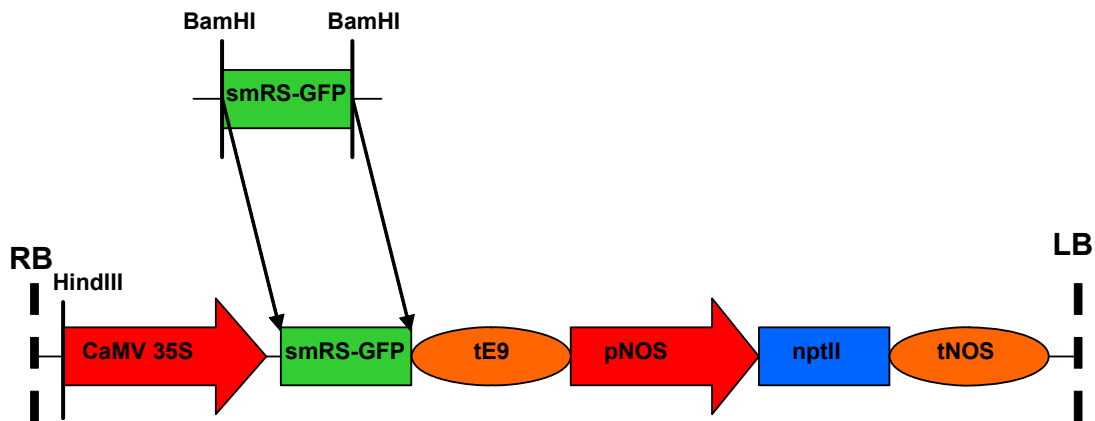 BamHI BamHI
smRS-GFP
RB LB
HindIII
CaMV 35S smRS-GFP tE9 pNOS nptII tNOS